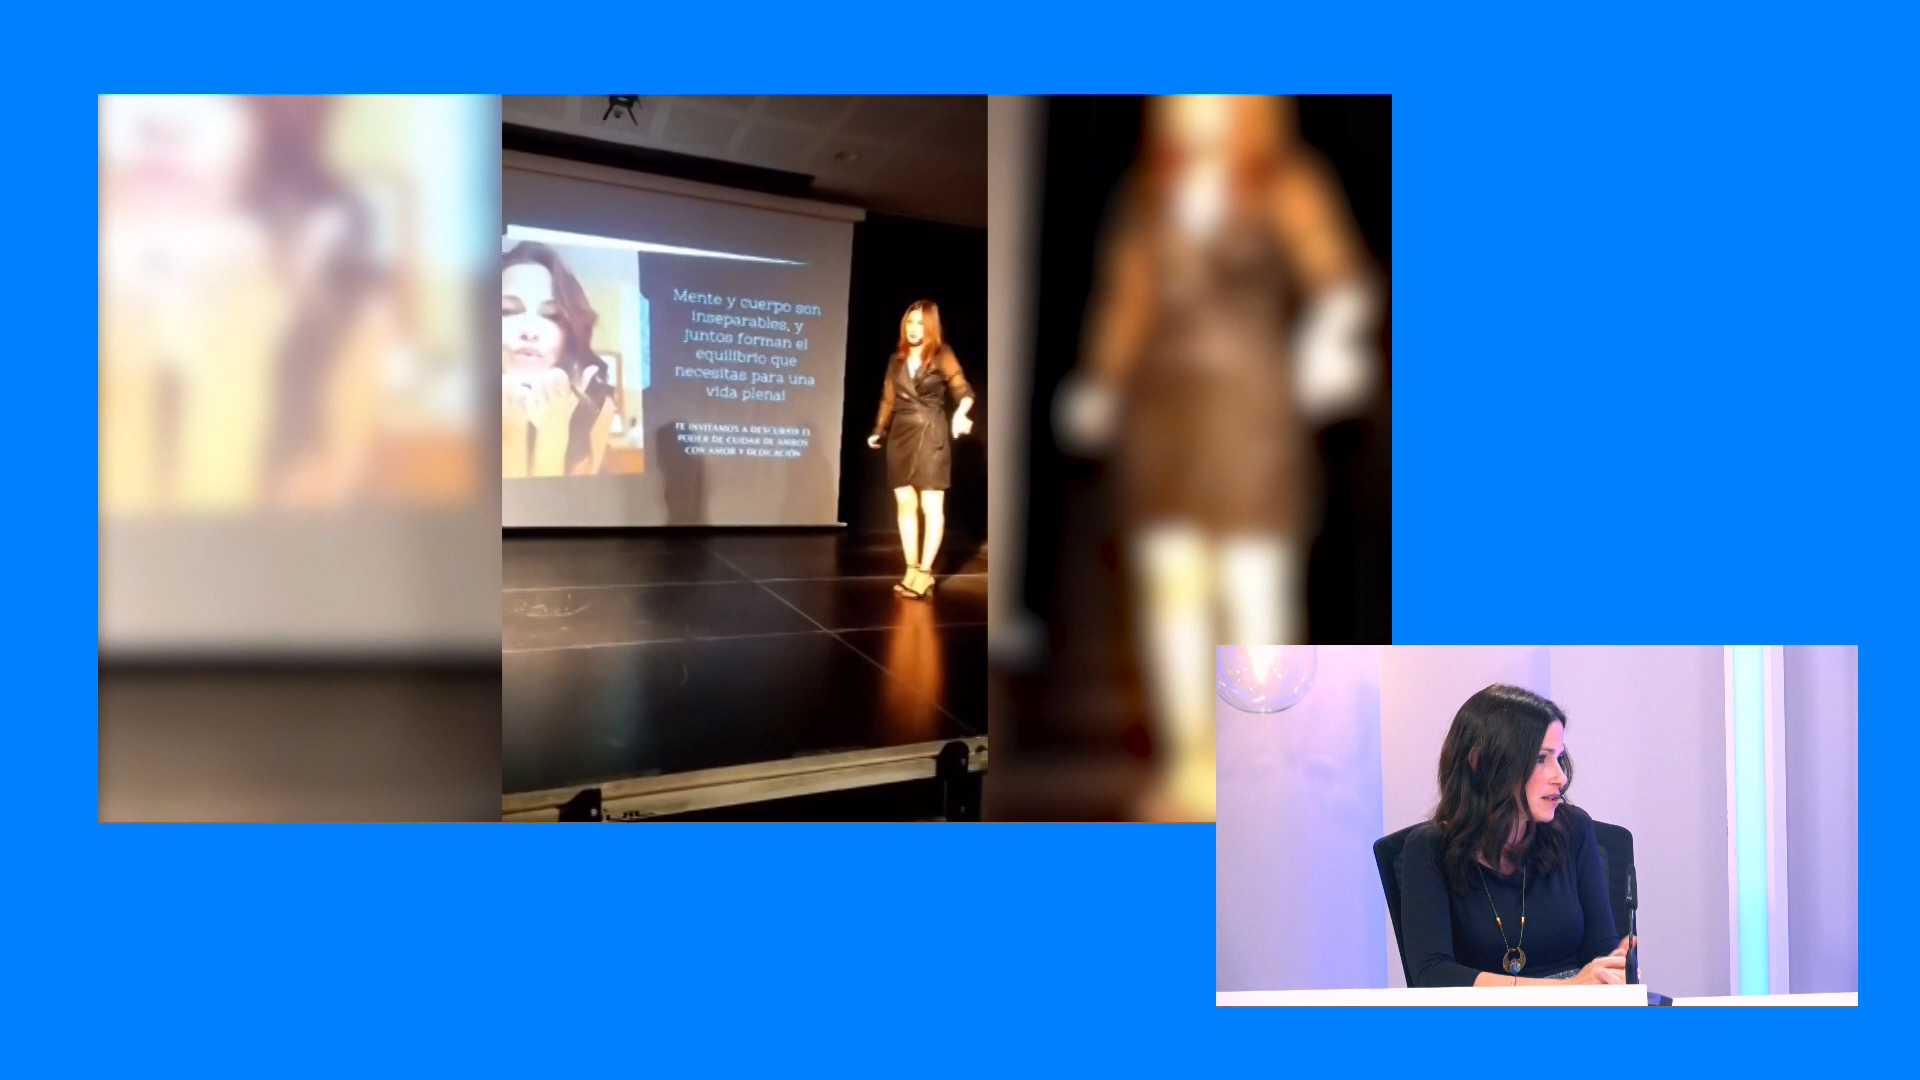 Mente y cuerpo son
inseparables, y
juntos forman el
equilibrio que
necesitas para una
vida plena!
TE INVITAMOS A DESCUBRIR EL
PODER DE CUIDAR DE AMBOS
CON AMOR Y DEDICACIÓN